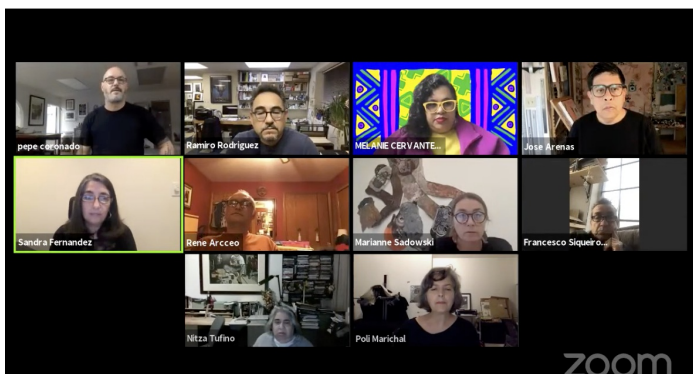 pepe coronado
Ramiro Rodriguez
MELANIE CERVANTE...
Jose Arenas
Sandra Fernandez
Rene Arcceo
Marianne Sadowski
Francesco Siqueiro...
Nitza Tufino
Poli Marichal
zoom